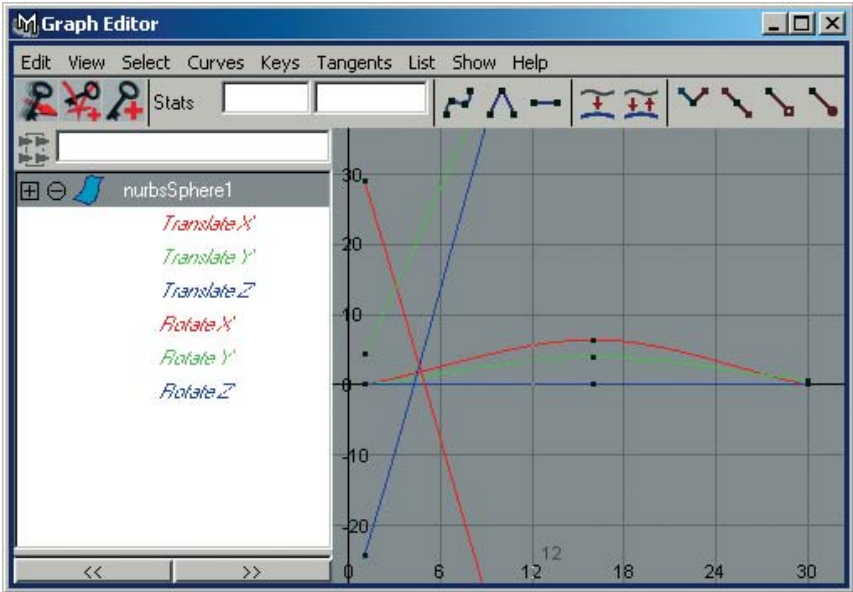 Graph Editor
Edit View Select Curves Keys Tangents List Show Help
Stats
nurbsSphere1
Translate X
Translate Y
Translate Z
Rotate X
Rotate Y
Rotate Z
<< >>
30
20
10
0
-10
-20
12
0 6 12 18 24 30